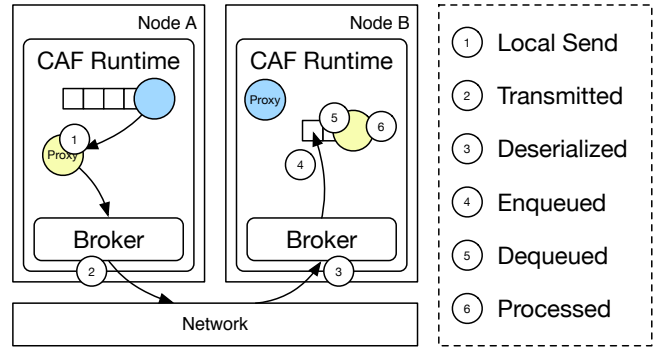 Node A
CAF Runtime
Proxy
1
Broker
2
Node B
CAF Runtime
Proxy
5
6
4
Broker
3
Network
1 Local Send
2 Transmitted
3 Deserialized
4 Enqueued
5 Dequeued
6 Processed